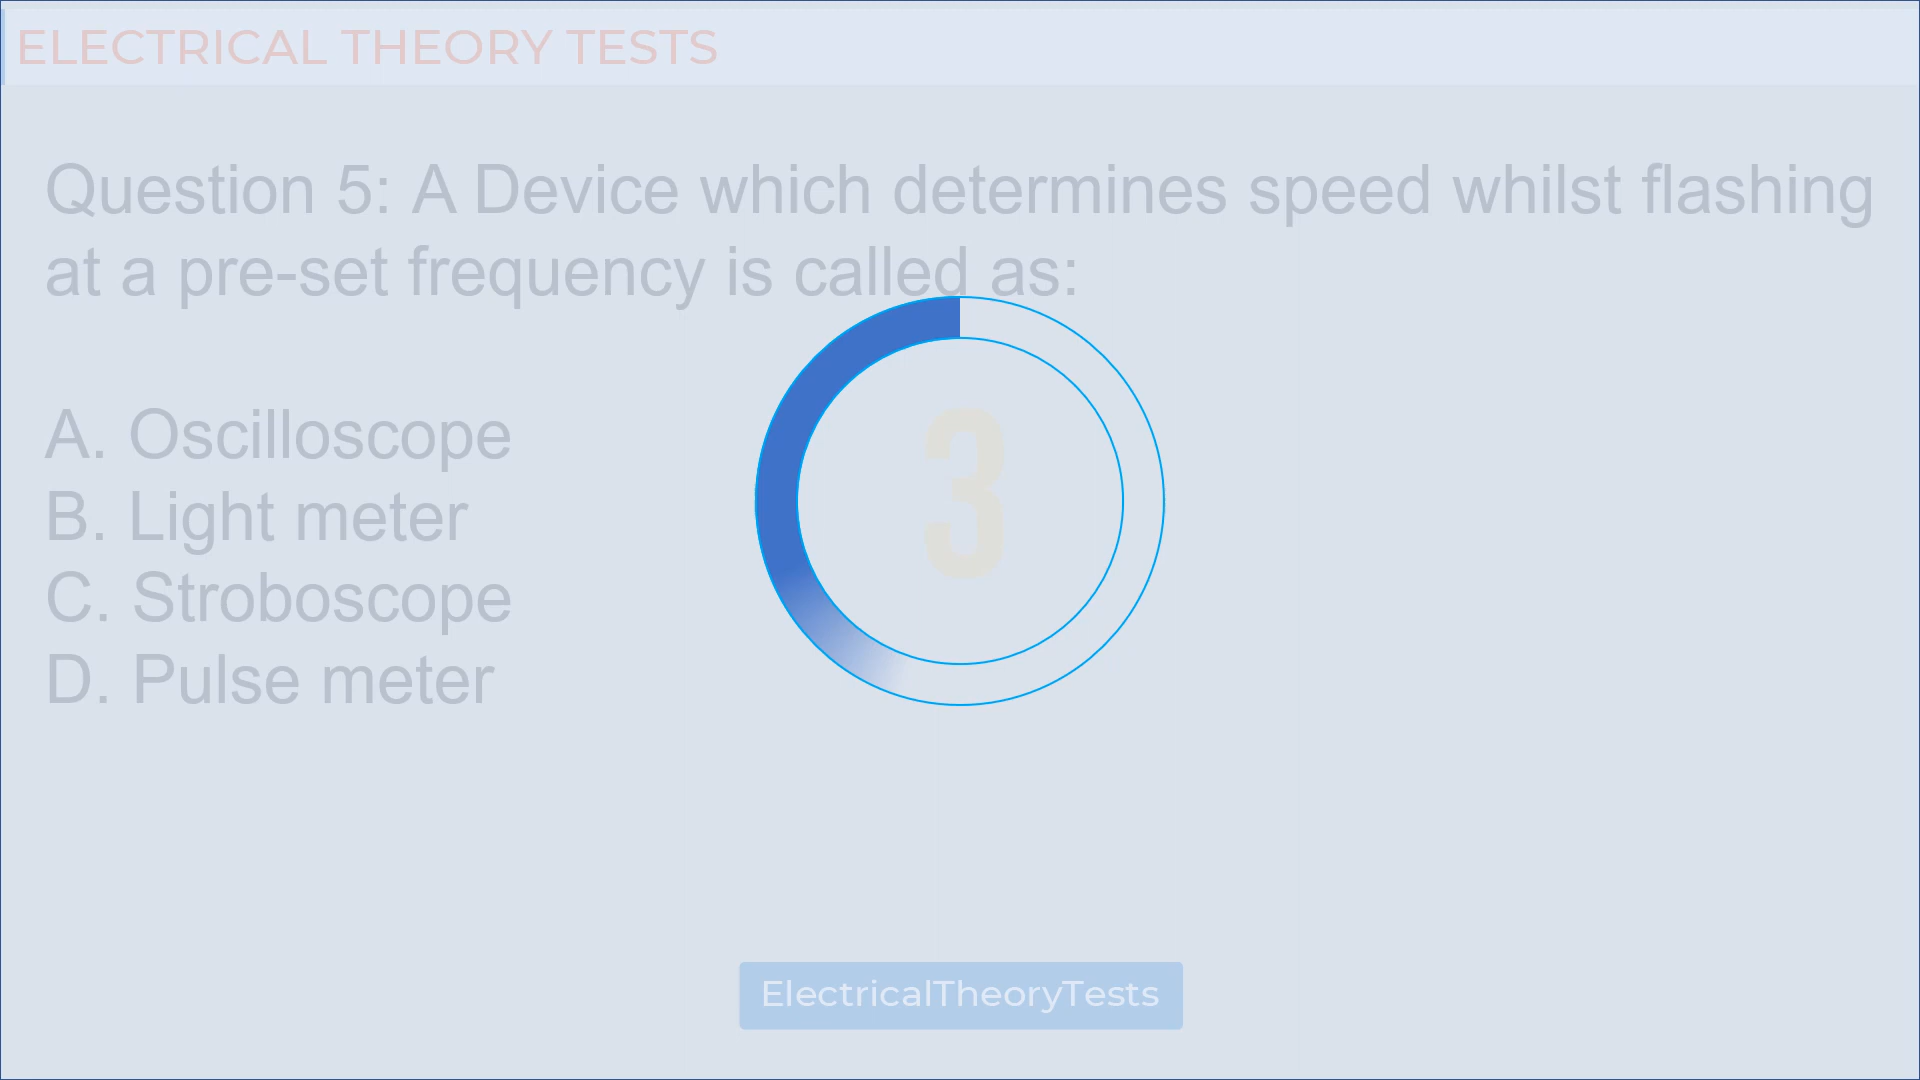 ELECTRICAL THEORY TESTS
Question 5: A Device which determines speed whilst flashing
at a pre-set frequency is called as:
A. Oscilloscope
B. Light meter
C. Stroboscope
D. Pulse meter
3
ElectricalTheoryTests